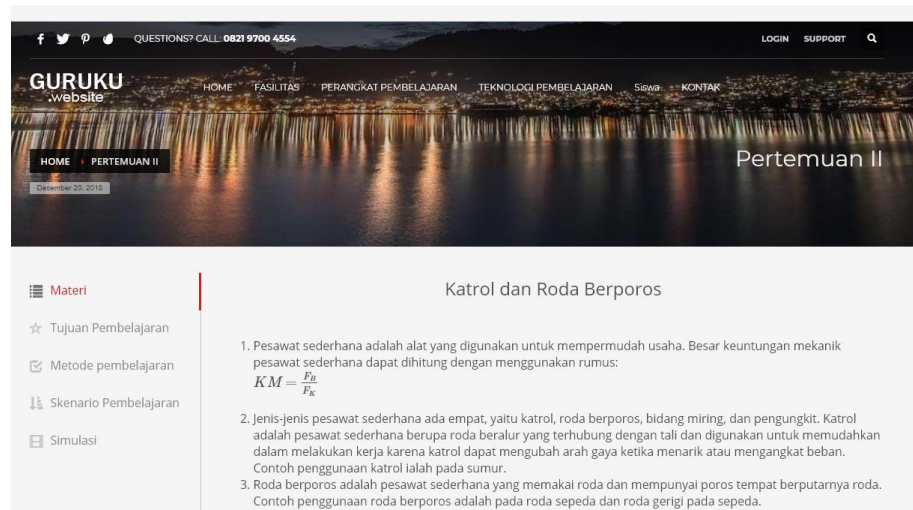 QUESTIONS? CALL: 0821 9700 4554
LOGIN SUPPORT
GURUKU
.website
HOME FASILITAS PERANGKAT PEMBELAJARAN TEKNOLOGI PEMBELAJARAN Siswa KONTAK
HOME PERTEMUAN II
Pertemuan II
December 20, 2018
Materi
Tujuan Pembelajaran
Metode pembelajaran
Skenario Pembelajaran
Simulasi
Katrol dan Roda Berporos
1. Pesawat sederhana adalah alat yang digunakan untuk mempermudah usaha. Besar keuntungan mekanik
pesawat sederhana dapat dihitung dengan menggunakan rumus:
KM = F_B / F_K
2. Jenis-jenis pesawat sederhana ada empat, yaitu katrol, roda berporos, bidang miring, dan pengungkit. Katrol
adalah pesawat sederhana berupa roda beralur yang terhubung dengan tali dan digunakan untuk memudahkan
dalam melakukan kerja karena katrol dapat mengubah arah gaya ketika menarik atau mengangkat beban.
Contoh penggunaan katrol ialah pada sumur.
3. Roda berporos adalah pesawat sederhana yang memakai roda dan mempunyai poros tempat berputarnya roda.
Contoh penggunaan roda berporos adalah pada roda sepeda dan roda gerigi pada sepeda.